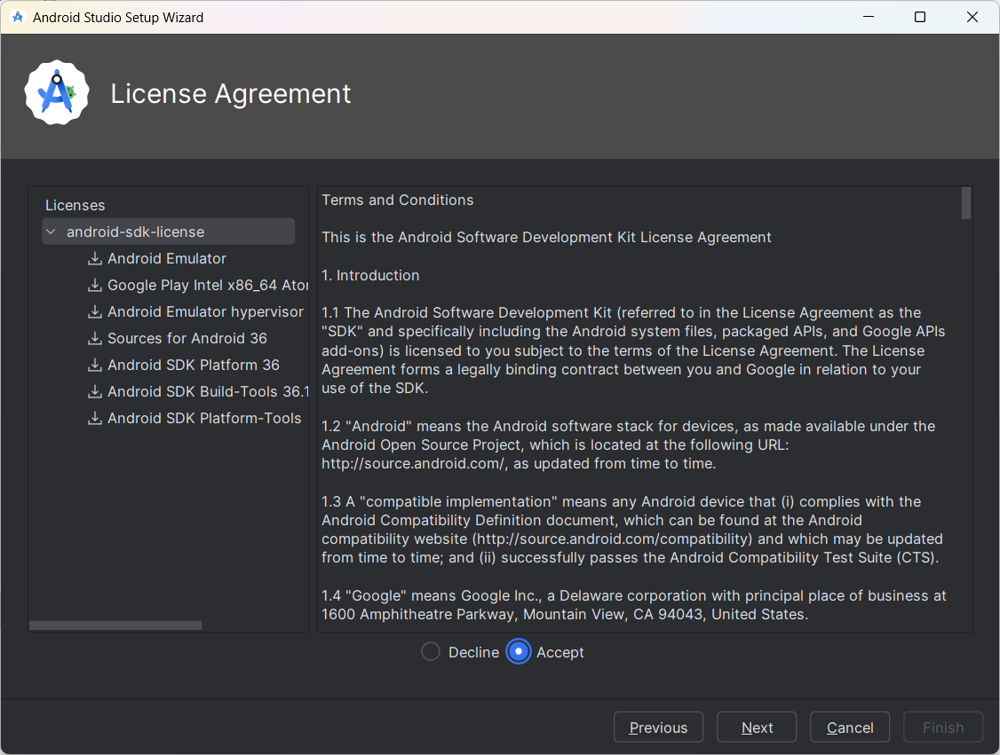 Android Studio Setup Wizard
License Agreement
Licenses
android-sdk-license
Android Emulator
Google Play Intel x86_64
Android Emulator hypervisor
Sources for Android 36
Android SDK Platform 36
Android SDK Build-Tools 36.1
Android SDK Platform-Tools
Terms and Conditions
This is the Android Software Development Kit License Agreement
1. Introduction
1.1 The Android Software Development Kit (referred to in the License Agreement as the
"SDK" and specifically including the Android system files, packaged APIs, and Google APIs
add-ons) is licensed to you subject to the terms of the License Agreement. The License
Agreement forms a legally binding contract between you and Google in relation to your
use of the SDK.
1.2 "Android" means the Android software stack for devices, as made available under the
Android Open Source Project, which is located at the following URL:
http://source.android.com/, as updated from time to time.
1.3 A "compatible implementation" means any Android device that (i) complies with the
Android Compatibility Definition document, which can be found at the Android
compatibility website (http://source.android.com/compatibility) and which may be updated
from time to time; and (ii) successfully passes the Android Compatibility Test Suite (CTS).
1.4 "Google" means Google Inc., a Delaware corporation with principal place of business at
1600 Amphitheatre Parkway, Mountain View, CA 94043, United States.
Decline Accept
Previous Next Cancel Finish